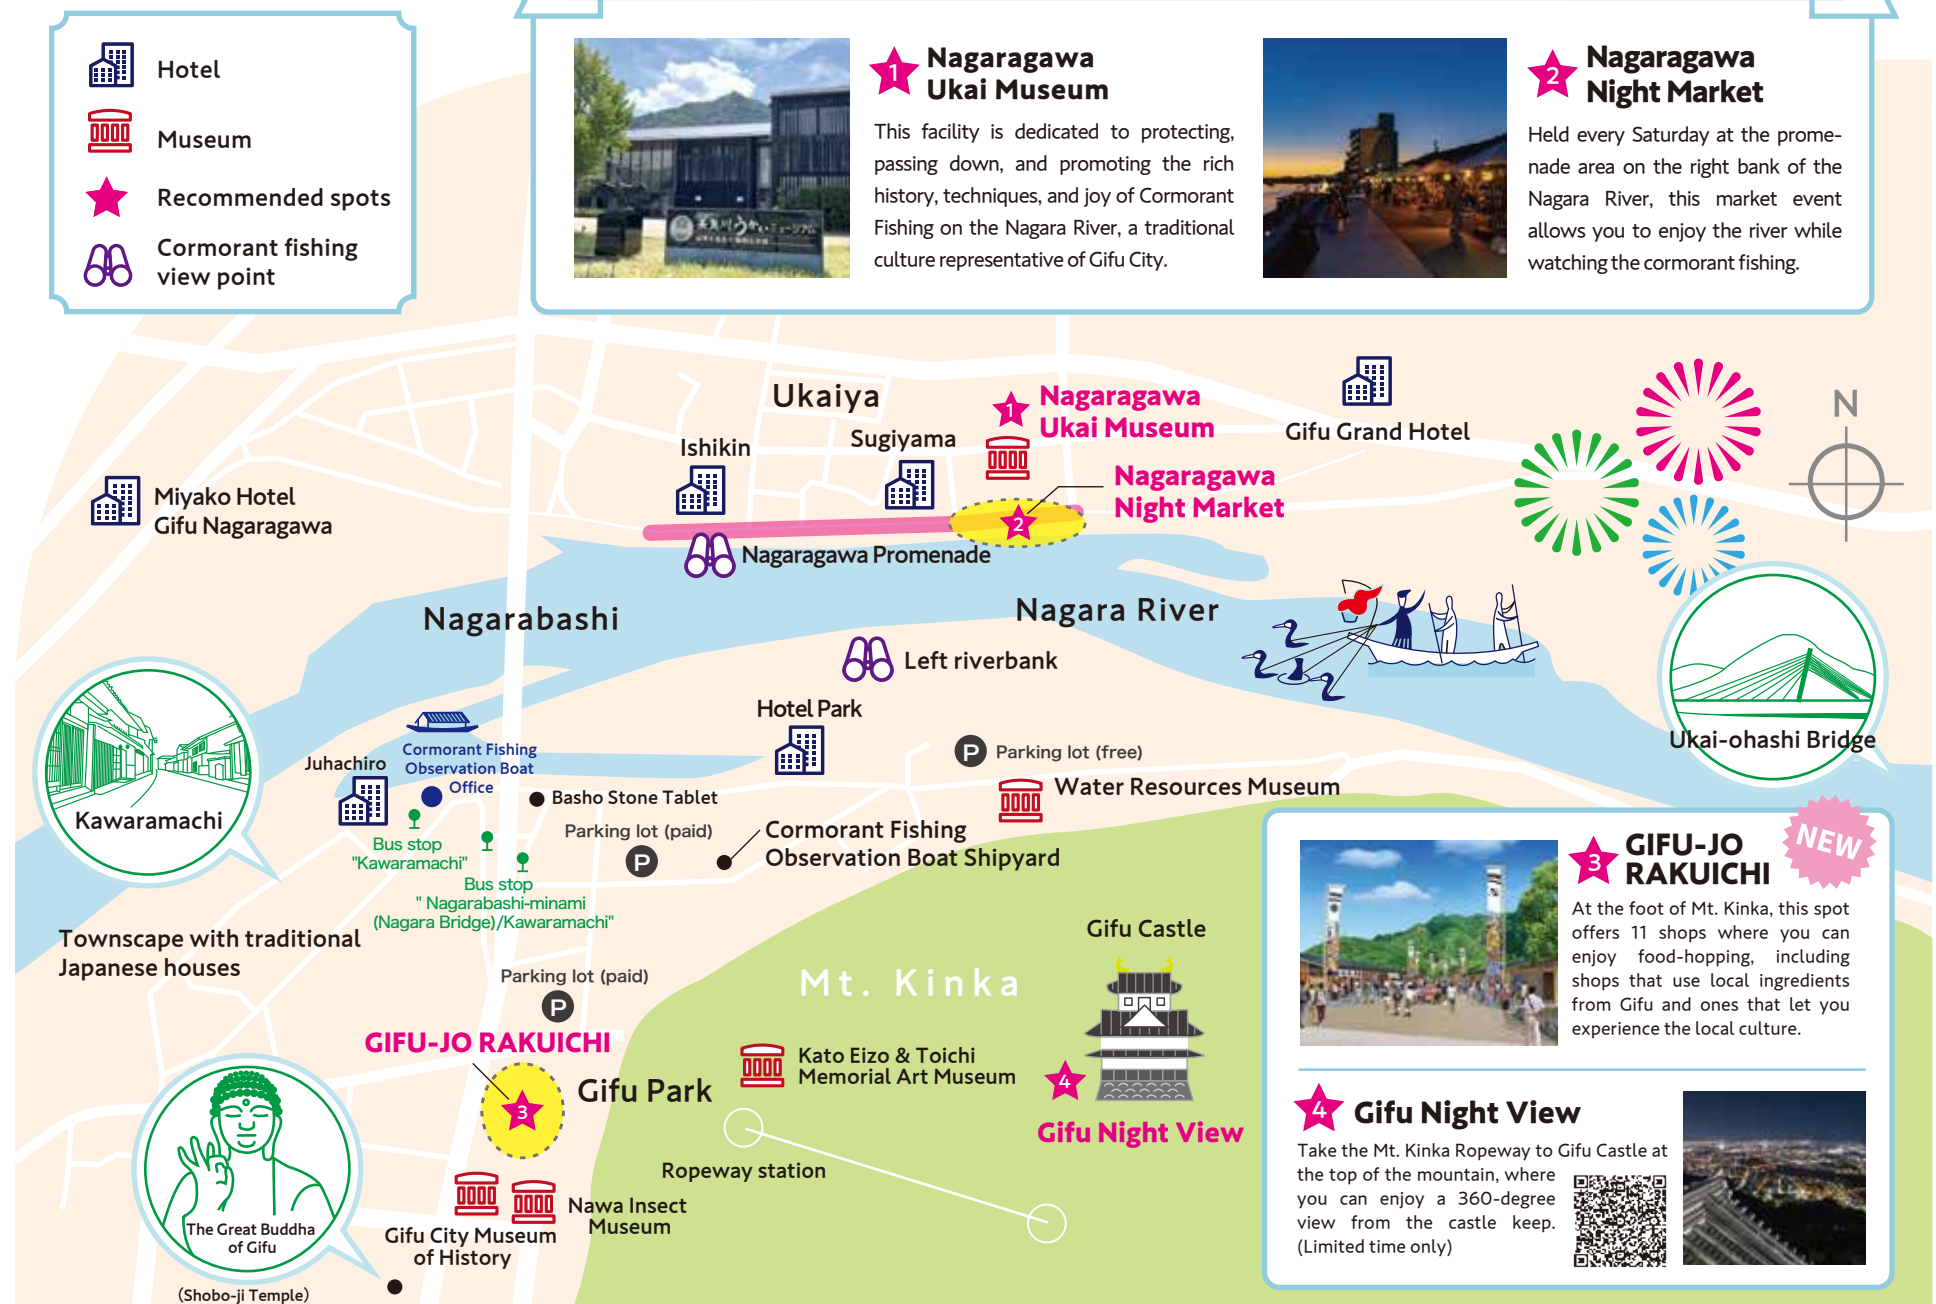 Hotel
Museum
Recommended spots
Cormorant fishing
view point
1
Nagaragawa
Ukai Museum
This facility is dedicated to protecting,
passing down, and promoting the rich
history, techniques, and joy of Cormorant
Fishing on the Nagara River, a traditional
culture representative of Gifu City.
2
Nagaragawa
Night Market
Held every Saturday at the prome-
nade area on the right bank of the
Nagara River, this market event
allows you to enjoy the river while
watching the cormorant fishing.
Ukaiya
Ishikin
Sugiyama
1
Nagaragawa
Ukai Museum
Gifu Grand Hotel
N
Miyako Hotel
Gifu Nagaragawa
Nagaragawa
Night Market
2
Nagaragawa Promenade
Nagarabashi
Nagara River
Left riverbank
Hotel Park
Ukai-ohashi Bridge
Kawaramachi
Juhachiro
Cormorant Fishing
Observation Boat
Office
P
Parking lot (free)
Water Resources Museum
Basho Stone Tablet
Parking lot (paid)
P
Cormorant Fishing
Observation Boat Shipyard
Bus stop
"Kawaramachi"
Bus stop
" Nagarabashi-minami
(Nagara Bridge)/Kawaramachi"
Townscape with traditional
Japanese houses
Parking lot (paid)
P
GIFU-JO RAKUICHI
3
Gifu Park
Mt. Kinka
Gifu Castle
Kato Eizo & Toichi
Memorial Art Museum
4
Gifu Night View
Ropeway station
The Great Buddha
of Gifu
(Shobo-ji Temple)
Gifu City Museum
of History
Nawa Insect
Museum
3
GIFU-JO
RAKUICHI
NEW
At the foot of Mt. Kinka, this spot
offers 11 shops where you can
enjoy food-hopping, including
shops that use local ingredients
from Gifu and ones that let you
experience the local culture.
4
Gifu Night View
Take the Mt. Kinka Ropeway to Gifu Castle at
the top of the mountain, where
you can enjoy a 360-degree
view from the castle keep.
(Limited time only)